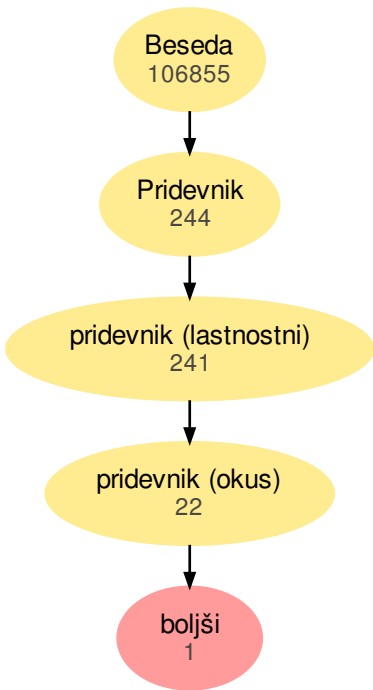 Beseda
106855
Pridevnik
244
pridevnik (lastnostni)
241
pridevnik (okus)
22
boljši
1